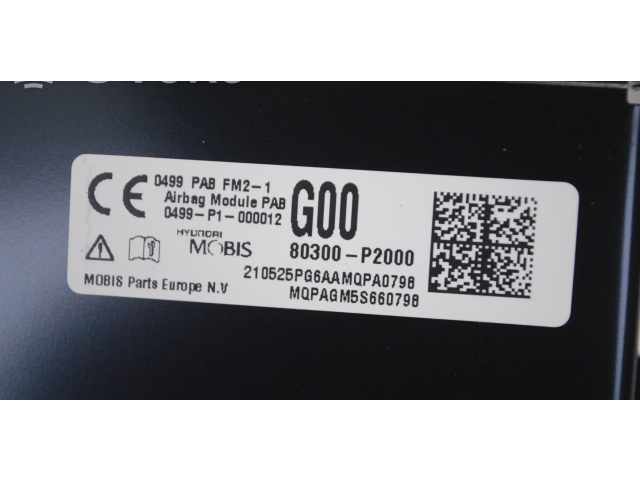 CE 0499 PAB FM2-1
Airbag Module PAB
0499-P1-000012
G00
HYUNDAI
MOBIS
80300-P2000
210525PG6AAMQPA0798
MQPAGM5S660798
MOBIS Parts Europe N.V